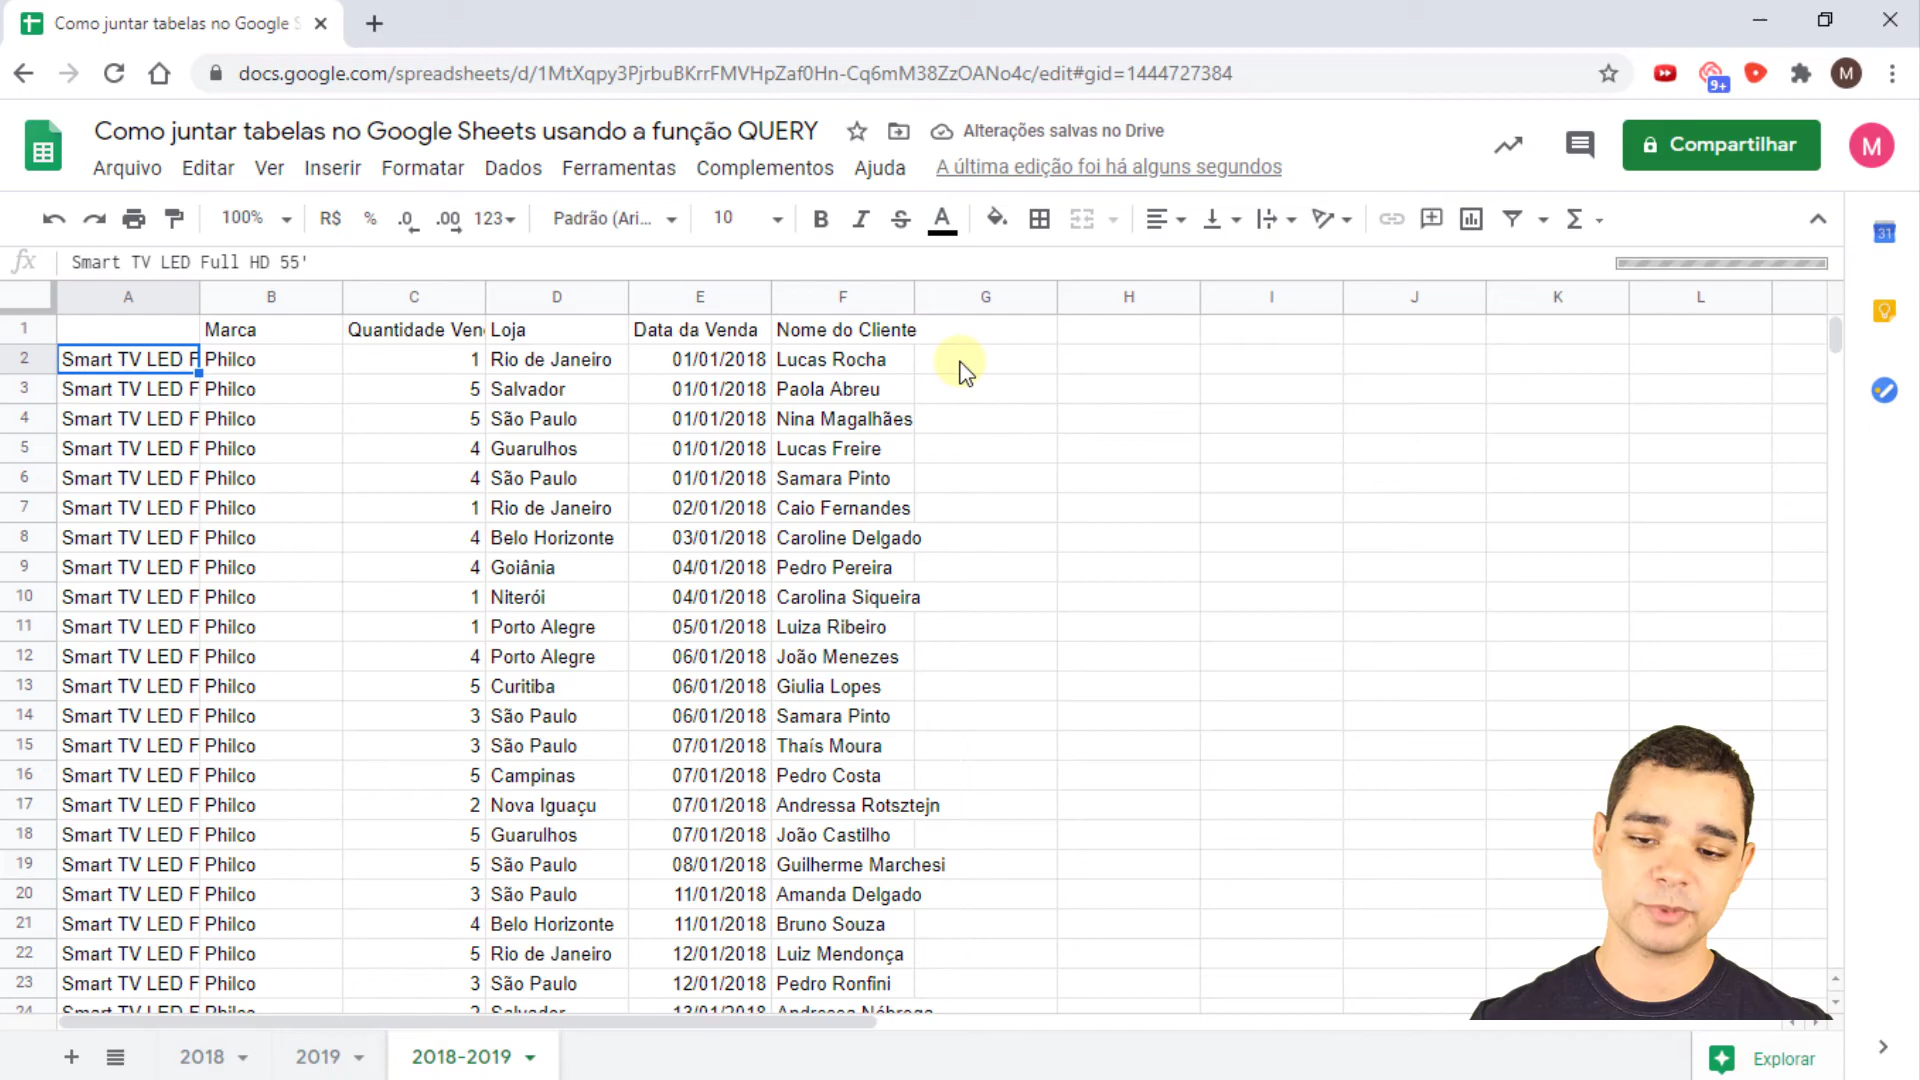 Como juntar tabelas no Google S
docs.google.com/spreadsheets/d/1MtXqpy3PjrbuBKrrFMVHpZaf0Hn-Cq6mM38ZzOANo4c/edit#gid=1444727384
9+
M
Como juntar tabelas no Google Sheets usando a função QUERY
Alterações salvas no Drive
Arquivo Editar Ver Inserir Formatar Dados Ferramentas Complementos Ajuda
A última edição foi há alguns segundos
Compartilhar
M
100% R$ % .0 .00 123 Padrão (Ari... 10 B I S A Σ
31
fx Smart TV LED Full HD 55'
A B C D E F G H I J K L
1 Marca Quantidade Ven Loja Data da Venda Nome do Cliente
2 Smart TV LED F Philco 1 Rio de Janeiro 01/01/2018 Lucas Rocha
3 Smart TV LED F Philco 5 Salvador 01/01/2018 Paola Abreu
4 Smart TV LED F Philco 5 São Paulo 01/01/2018 Nina Magalhães
5 Smart TV LED F Philco 4 Guarulhos 01/01/2018 Lucas Freire
6 Smart TV LED F Philco 4 São Paulo 01/01/2018 Samara Pinto
7 Smart TV LED F Philco 1 Rio de Janeiro 02/01/2018 Caio Fernandes
8 Smart TV LED F Philco 4 Belo Horizonte 03/01/2018 Caroline Delgado
9 Smart TV LED F Philco 4 Goiânia 04/01/2018 Pedro Pereira
10 Smart TV LED F Philco 1 Niterói 04/01/2018 Carolina Siqueira
11 Smart TV LED F Philco 1 Porto Alegre 05/01/2018 Luiza Ribeiro
12 Smart TV LED F Philco 4 Porto Alegre 06/01/2018 João Menezes
13 Smart TV LED F Philco 5 Curitiba 06/01/2018 Giulia Lopes
14 Smart TV LED F Philco 3 São Paulo 06/01/2018 Samara Pinto
15 Smart TV LED F Philco 3 São Paulo 07/01/2018 Thaís Moura
16 Smart TV LED F Philco 5 Campinas 07/01/2018 Pedro Costa
17 Smart TV LED F Philco 2 Nova Iguaçu 07/01/2018 Andressa Rotsztejn
18 Smart TV LED F Philco 5 Guarulhos 07/01/2018 João Castilho
19 Smart TV LED F Philco 5 São Paulo 08/01/2018 Guilherme Marchesi
20 Smart TV LED F Philco 3 São Paulo 11/01/2018 Amanda Delgado
21 Smart TV LED F Philco 4 Belo Horizonte 11/01/2018 Bruno Souza
22 Smart TV LED F Philco 5 Rio de Janeiro 12/01/2018 Luiz Mendonça
23 Smart TV LED F Philco 3 São Paulo 12/01/2018 Pedro Ronfini
24 Smart TV LED F Philco 2 Salvador 13/01/2018 Andressa Nóbrega
2018 2019 2018-2019 Explorar